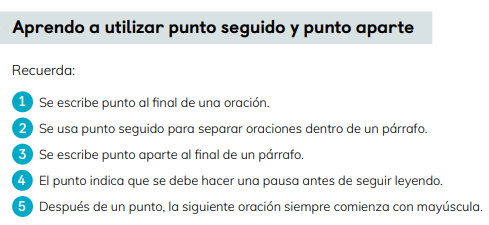 Aprendo a utilizar punto seguido y punto aparte
Recuerda:
1 Se escribe punto al final de una oración.
2 Se usa punto seguido para separar oraciones dentro de un párrafo.
3 Se escribe punto aparte al final de un párrafo.
4 El punto indica que se debe hacer una pausa antes de seguir leyendo.
5 Después de un punto, la siguiente oración siempre comienza con mayúscula.